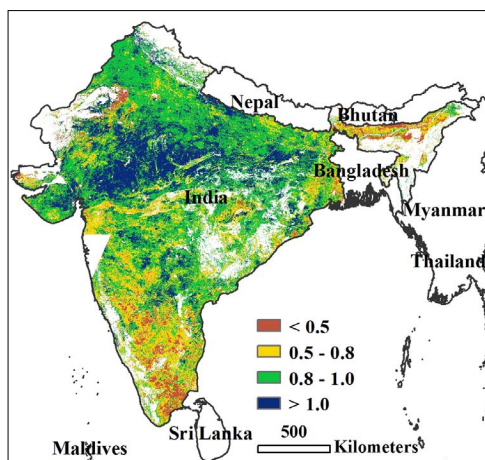 Nepal
Bhutan
Bangladesh
India
Myanmar
Thailand
< 0.5
0.5 - 0.8
0.8 - 1.0
> 1.0
Sri Lanka
500
Maldives
Kilometers